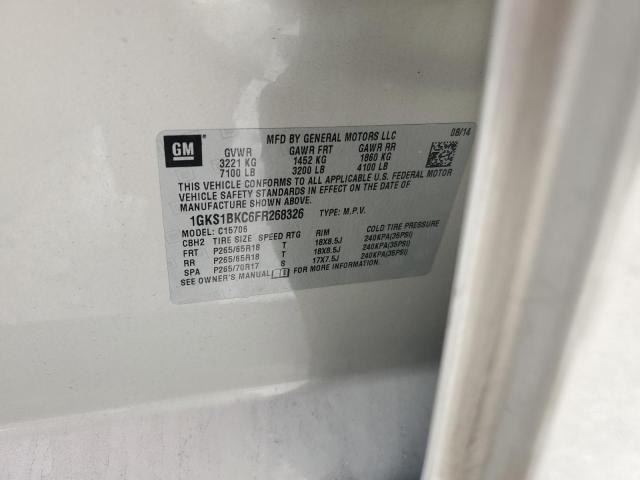 GM
MFD BY GENERAL MOTORS LLC 08/14
GVWR GAWR FRT GAWR RR
3221 KG 1452 KG 1860 KG
7100 LB 3200 LB 4100 LB
THIS VEHICLE CONFORMS TO ALL APPLICABLE U.S. FEDERAL MOTOR
VEHICLE SAFETY STANDARDS IN EFFECT ON THE DATE OF
MANUFACTURE SHOWN ABOVE.
1GKS1BKC6FR268326 TYPE: M.P.V.
MODEL: C15706
CBH2 TIRE SIZE SPEED RTG RIM COLD TIRE PRESSURE
FRT P265/65R18 T 18X8.5J 240KPA(35PSI)
RR P265/65R18 T 18X8.5J 240KPA(35PSI)
SPA P265/70R17 S 17X7.5J 240KPA(35PSI)
SEE OWNER'S MANUAL FOR MORE INFORMATION.